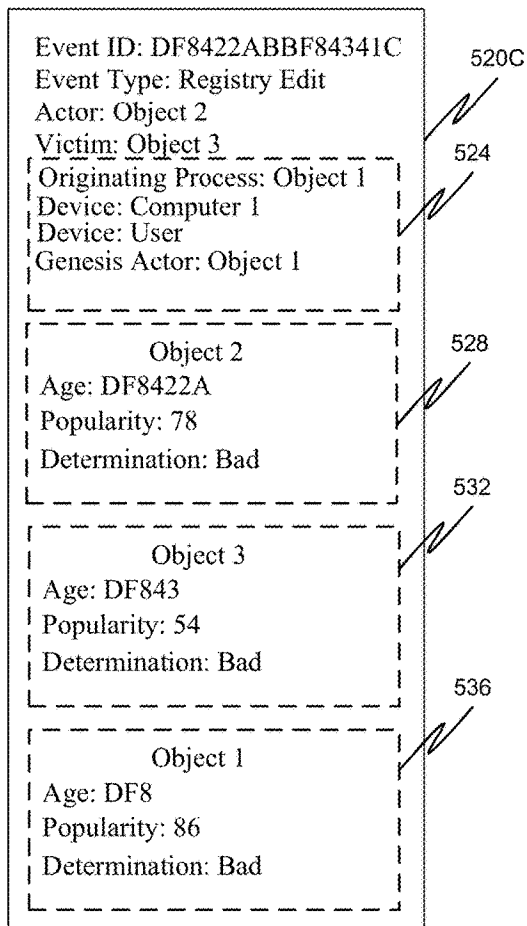 Event ID: DF8422ABBF84341C
Event Type: Registry Edit
Actor: Object 2
Victim: Object 3
520C
Originating Process: Object 1
Device: Computer 1
Device: User
Genesis Actor: Object 1
524
Object 2
Age: DF8422A
Popularity: 78
Determination: Bad
528
Object 3
Age: DF843
Popularity: 54
Determination: Bad
532
Object 1
Age: DF8
Popularity: 86
Determination: Bad
536